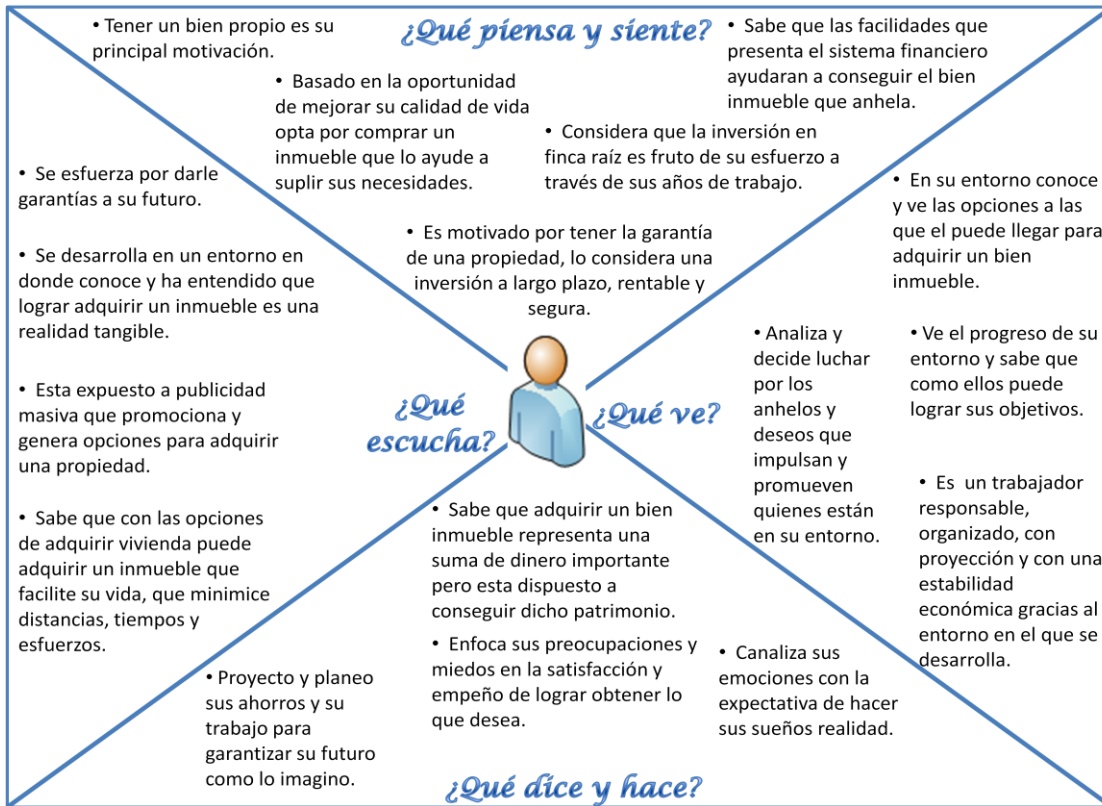 ¿Qué piensa y siente?
• Tener un bien propio es su
principal motivación.
• Basado en la oportunidad
de mejorar su calidad de vida
opta por comprar un
inmueble que lo ayude a
suplir sus necesidades.
• Sabe que las facilidades que
presenta el sistema financiero
ayudaran a conseguir el bien
inmueble que anhela.
• Considera que la inversión en
finca raíz es fruto de su esfuerzo a
través de sus años de trabajo.
• Es motivado por tener la garantía
de una propiedad, lo considera una
inversión a largo plazo, rentable y
segura.
• Se esfuerza por darle
garantías a su futuro.
• Se desarrolla en un entorno en
donde conoce y ha entendido que
lograr adquirir un inmueble es una
realidad tangible.
• Esta expuesto a publicidad
masiva que promociona y
genera opciones para adquirir
una propiedad.
• Sabe que con las opciones
de adquirir vivienda puede
adquirir un inmueble que
facilite su vida, que minimice
distancias, tiempos y
esfuerzos.
¿Qué
escucha?
¿Qué ve?
• En su entorno conoce
y ve las opciones a las
que el puede llegar para
adquirir un bien
inmueble.
• Analiza y
decide luchar
por los
anhelos y
deseos que
impulsan y
promueven
quienes están
en su entorno.
• Ve el progreso de su
entorno y sabe que
como ellos puede
lograr sus objetivos.
• Es un trabajador
responsable,
organizado, con
proyección y con una
estabilidad
económica gracias al
entorno en el que se
desarrolla.
• Sabe que adquirir un bien
inmueble representa una
suma de dinero importante
pero esta dispuesto a
conseguir dicho patrimonio.
• Enfoca sus preocupaciones y
miedos en la satisfacción y
empeño de lograr obtener lo
que desea.
• Proyecto y planeo
sus ahorros y su
trabajo para
garantizar su futuro
como lo imagino.
• Canaliza sus
emociones con la
expectativa de hacer
sus sueños realidad.
¿Qué dice y hace?